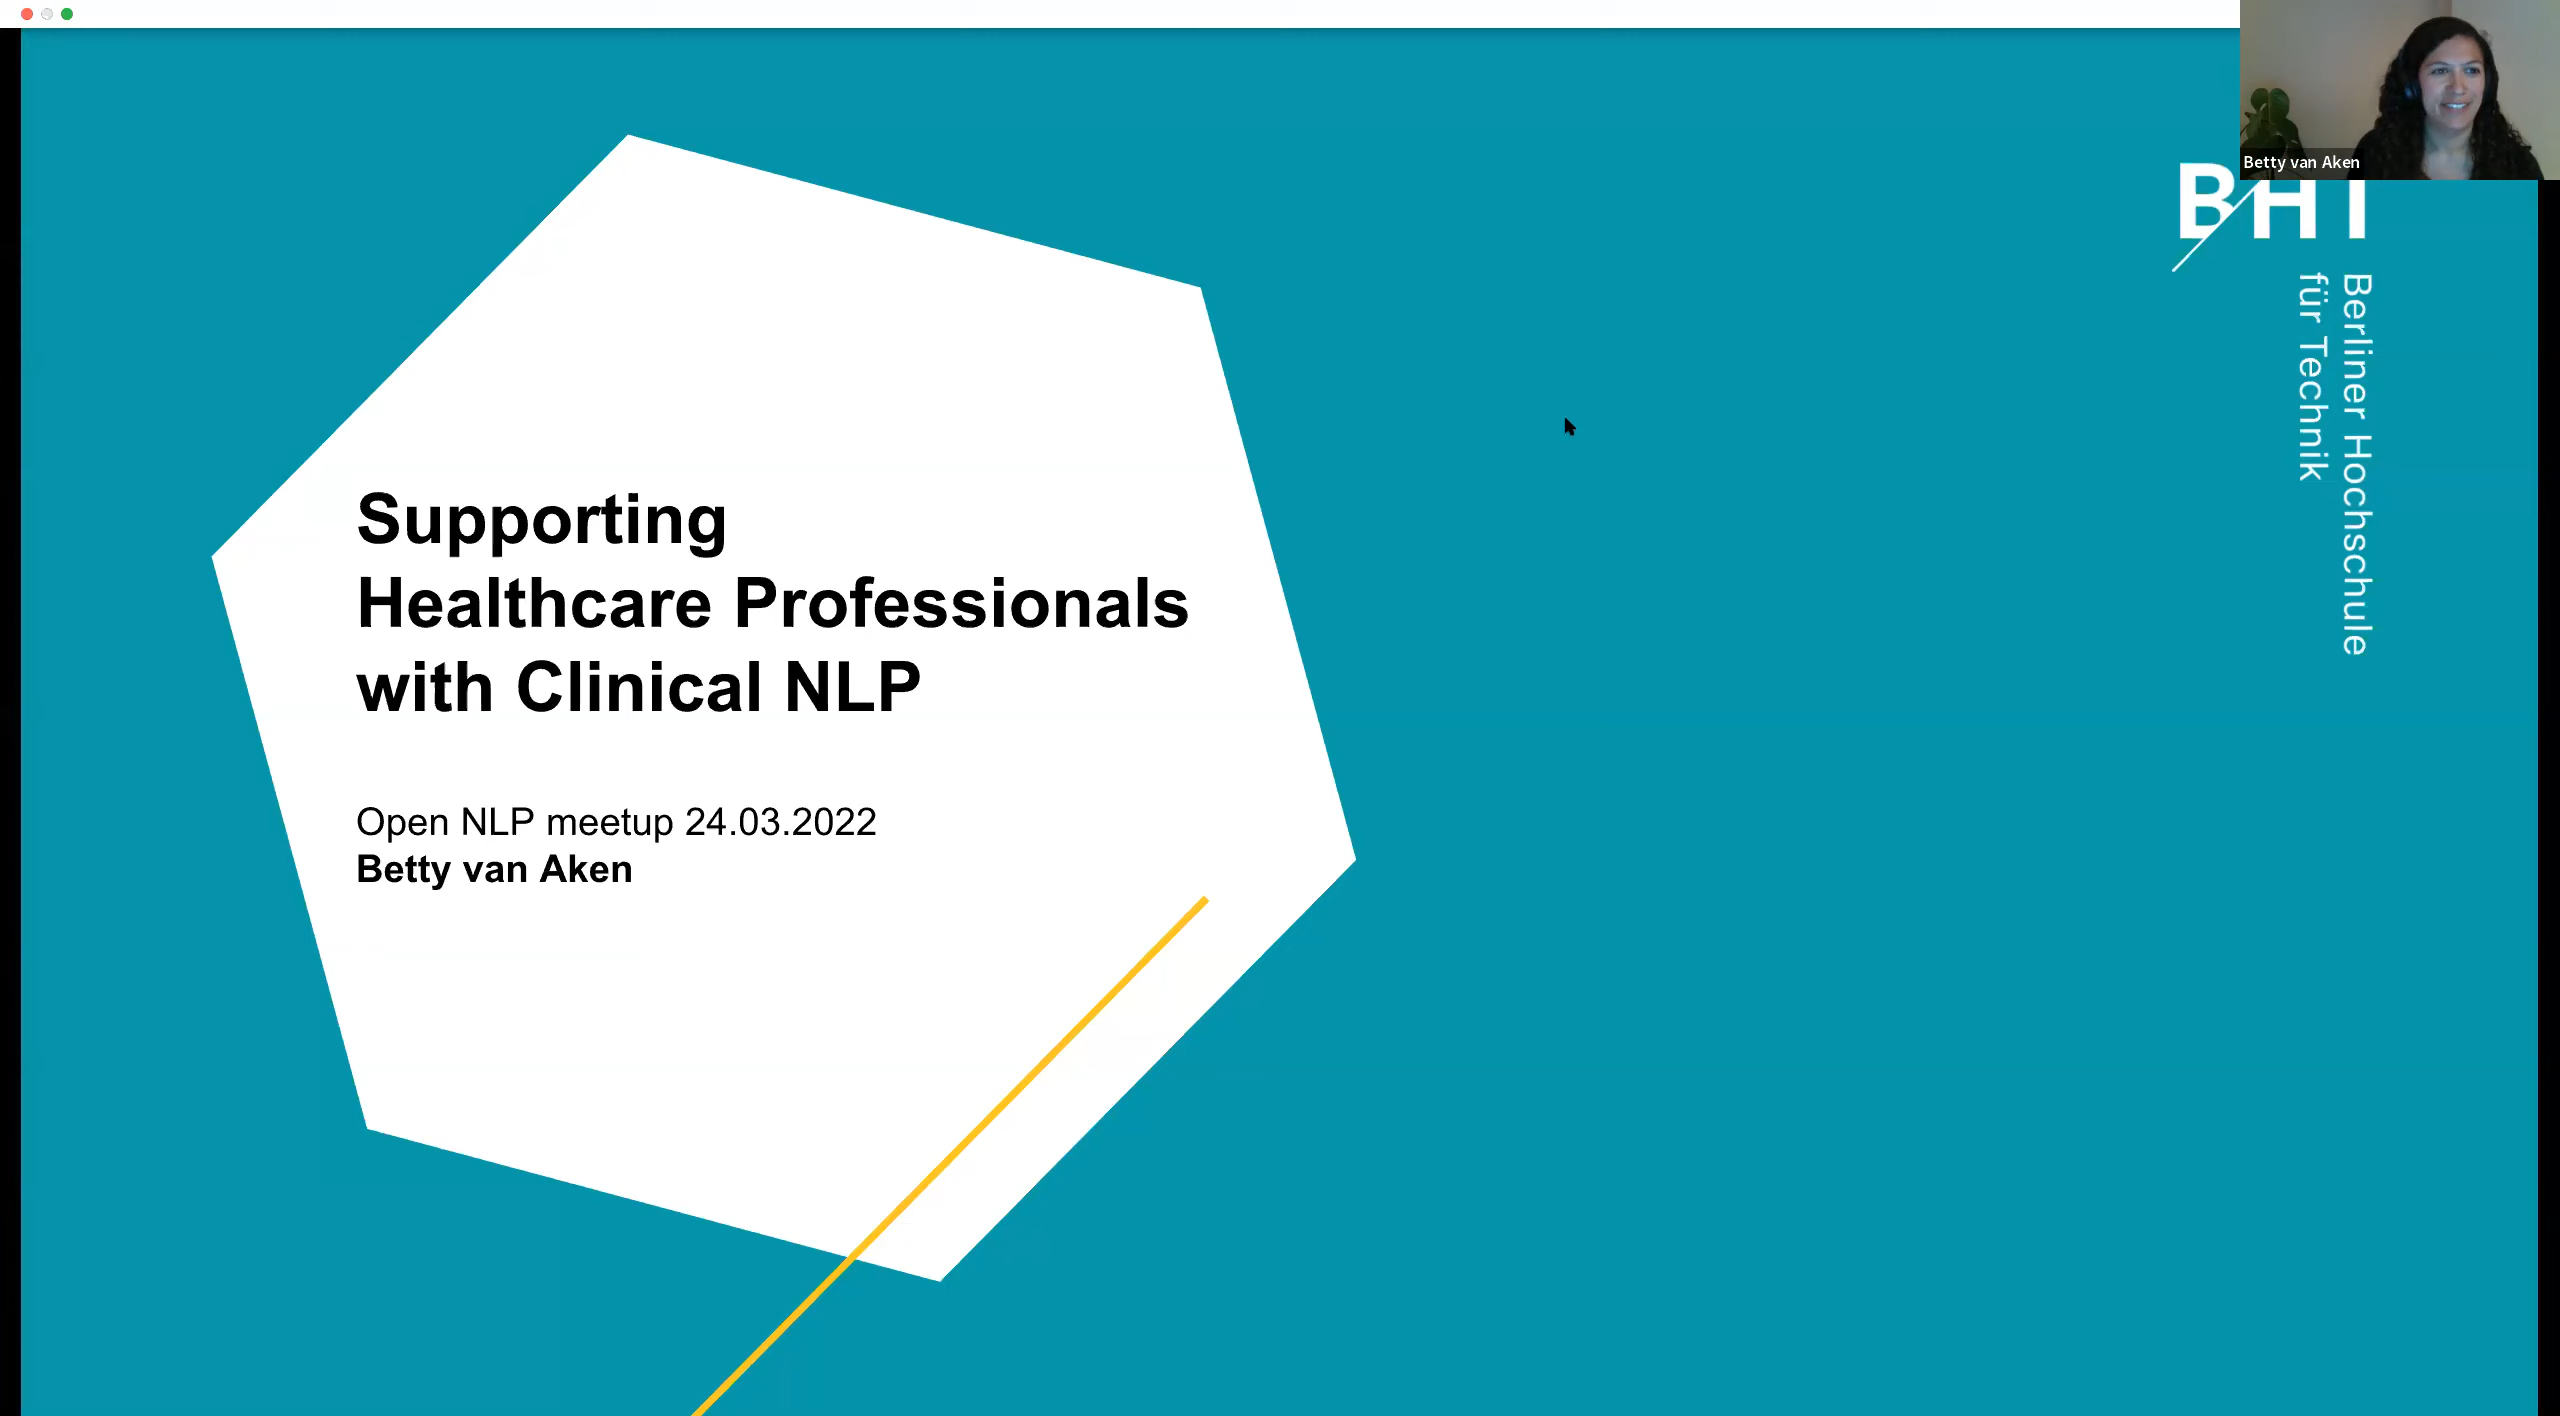 Betty van Aken
BHT
Berliner Hochschule
für Technik
Supporting
Healthcare Professionals
with Clinical NLP
Open NLP meetup 24.03.2022
Betty van Aken